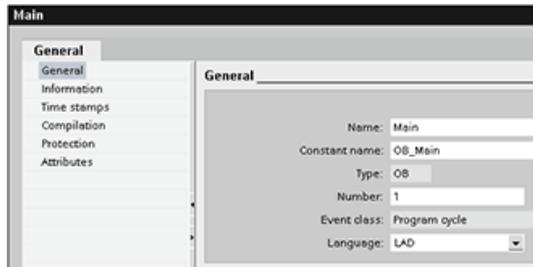 Main
General
General
Information
Time stamps
Compilation
Protection
Attributes
General
Name: Main
Constant name: OB_Main
Type: OB
Number: 1
Event class: Program cycle
Language: LAD